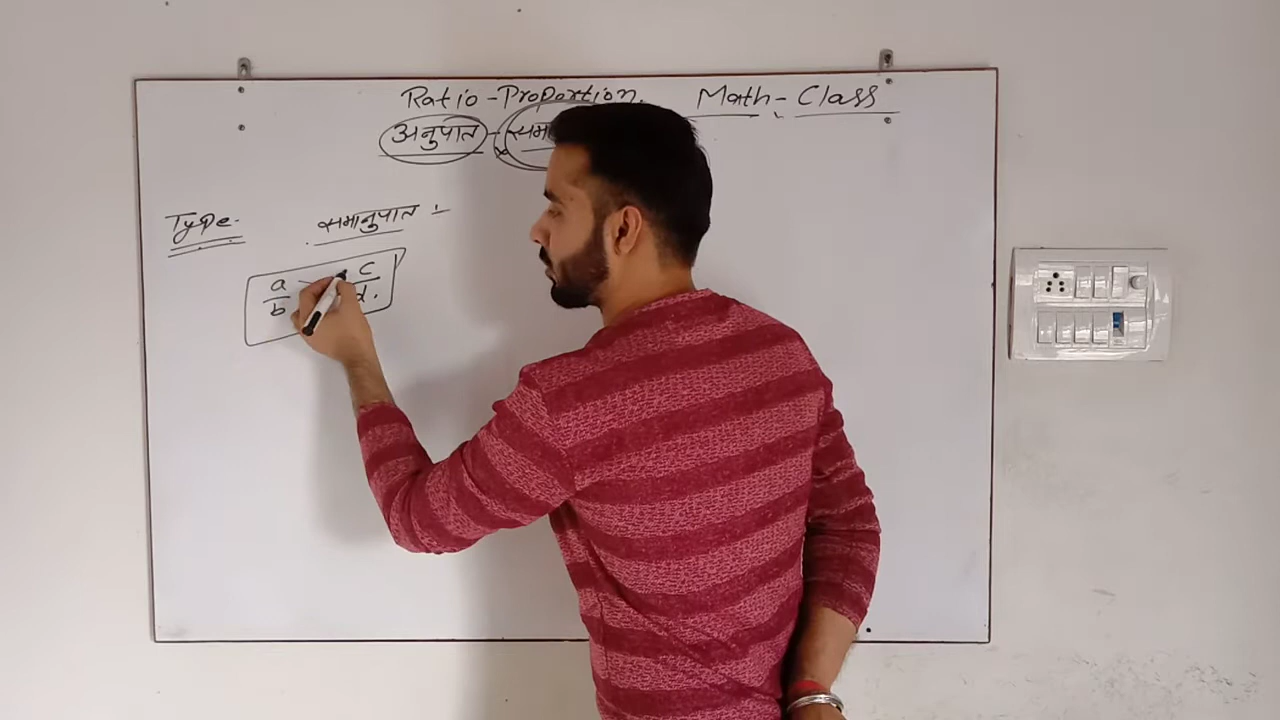 Ratio-Proportion. Math-Class
अनुपात -
Type. समानुपात :-
a c
b d.